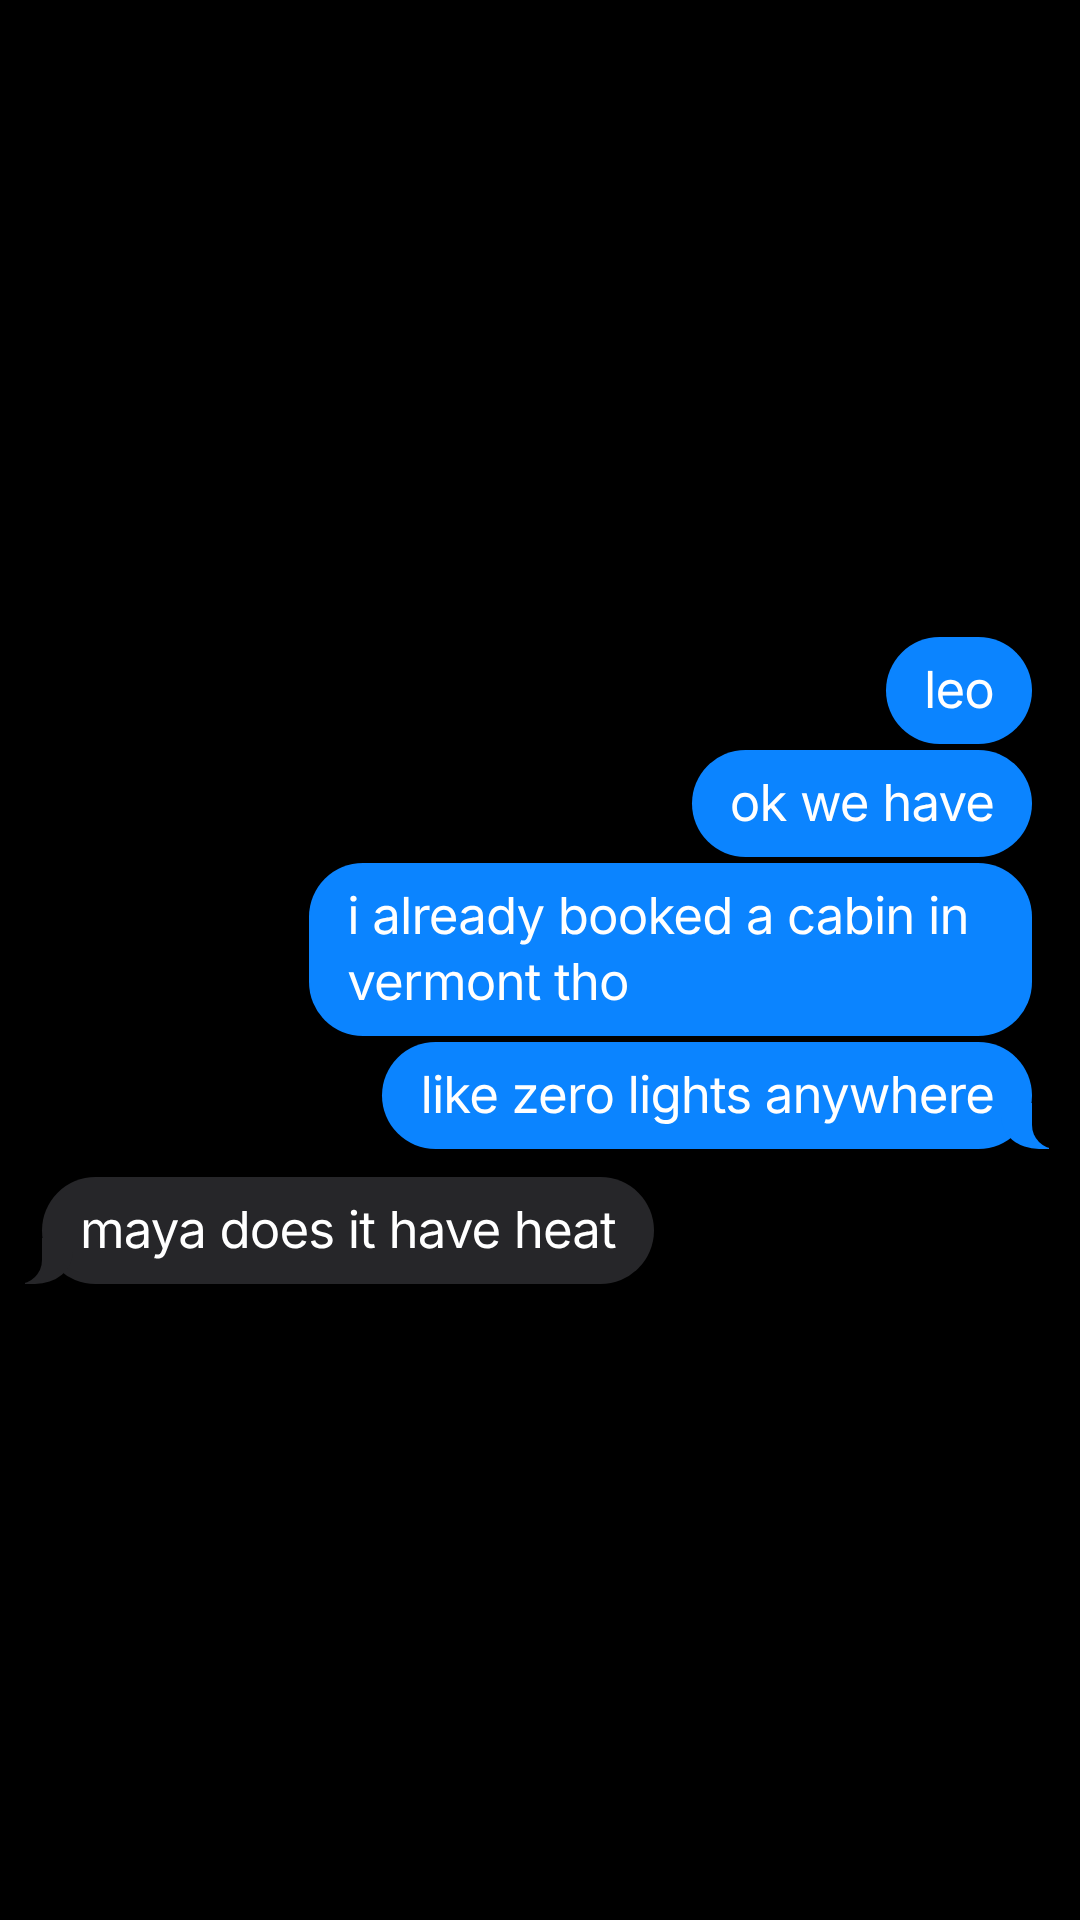 leo
ok we have
i already booked a cabin in
vermont tho
like zero lights anywhere
maya does it have heat